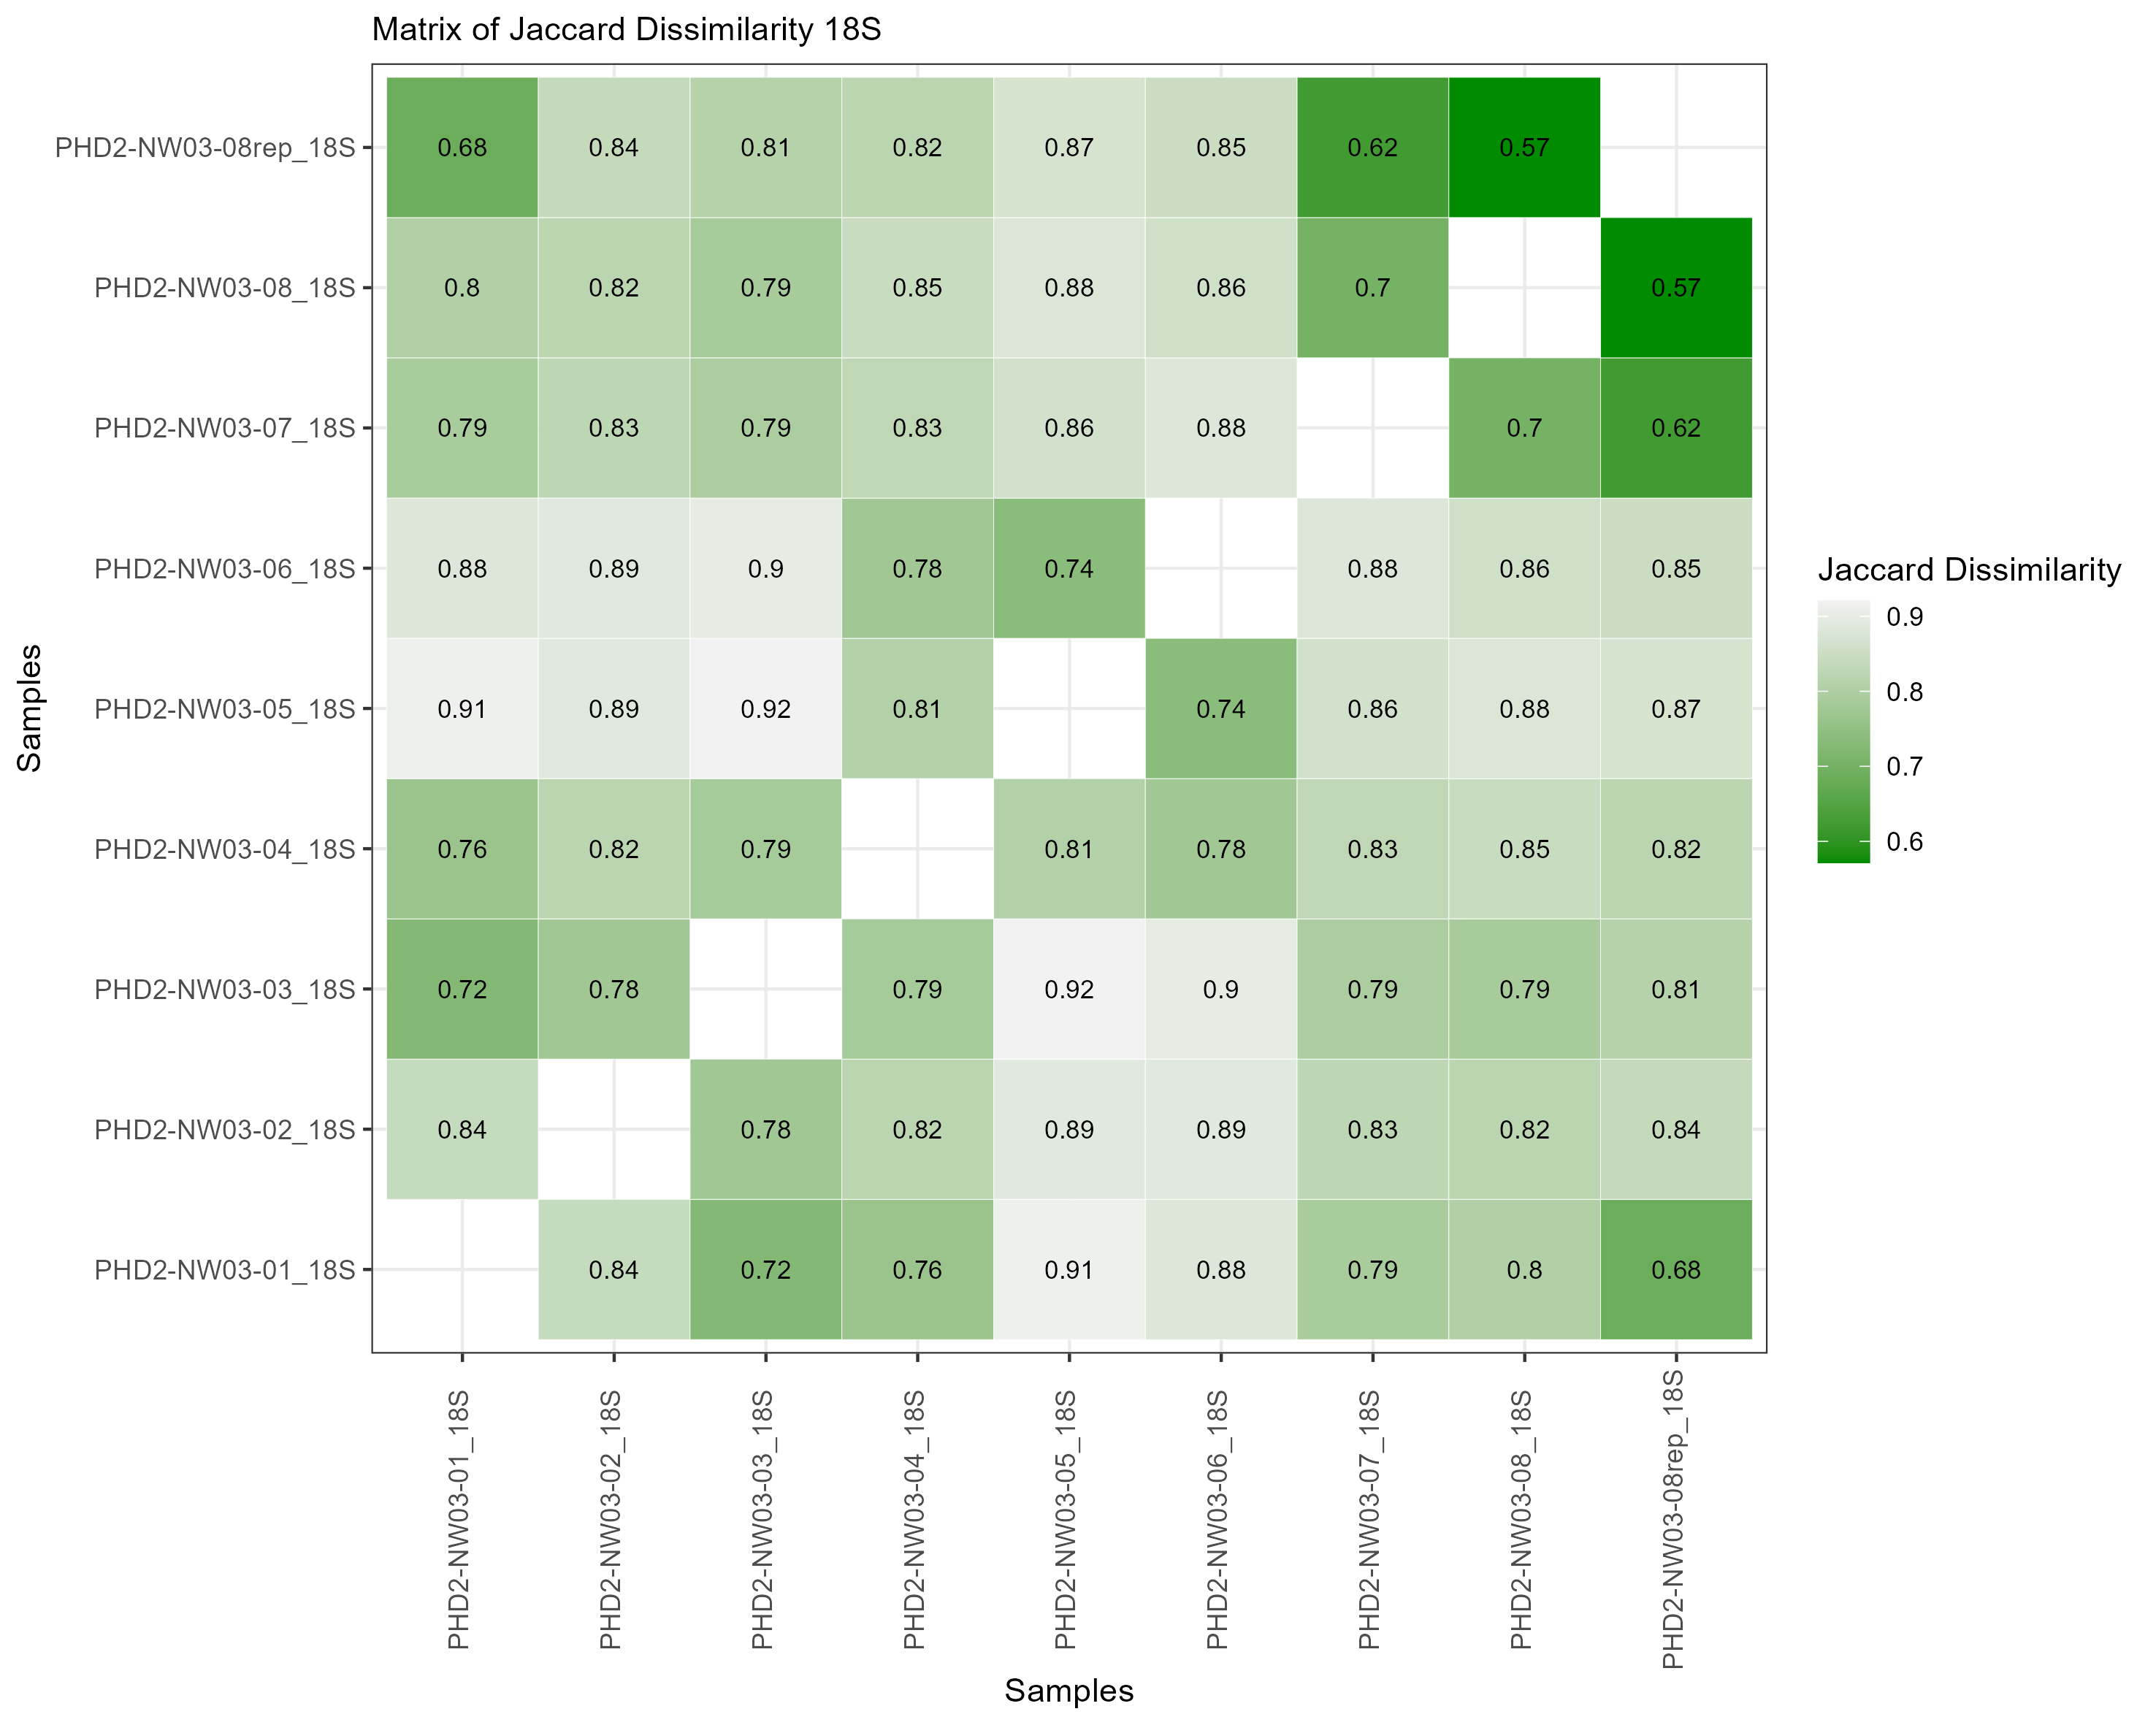 Matrix of Jaccard Dissimilarity 18S
PHD2-NW03-08rep_18S 0.68 0.84 0.81 0.82 0.87 0.85 0.62 0.57
PHD2-NW03-08_18S 0.8 0.82 0.79 0.85 0.88 0.86 0.7 0.57
PHD2-NW03-07_18S 0.79 0.83 0.79 0.83 0.86 0.88 0.7 0.62
PHD2-NW03-06_18S 0.88 0.89 0.9 0.78 0.74 0.88 0.86 0.85
PHD2-NW03-05_18S 0.91 0.89 0.92 0.81 0.74 0.86 0.88 0.87
PHD2-NW03-04_18S 0.76 0.82 0.79 0.81 0.78 0.83 0.85 0.82
PHD2-NW03-03_18S 0.72 0.78 0.79 0.92 0.9 0.79 0.79 0.81
PHD2-NW03-02_18S 0.84 0.78 0.82 0.89 0.89 0.83 0.82 0.84
PHD2-NW03-01_18S 0.84 0.72 0.76 0.91 0.88 0.79 0.8 0.68
Samples
PHD2-NW03-01_18S
PHD2-NW03-02_18S
PHD2-NW03-03_18S
PHD2-NW03-04_18S
PHD2-NW03-05_18S
PHD2-NW03-06_18S
PHD2-NW03-07_18S
PHD2-NW03-08_18S
PHD2-NW03-08rep_18S
Samples
Jaccard Dissimilarity
0.9
0.8
0.7
0.6